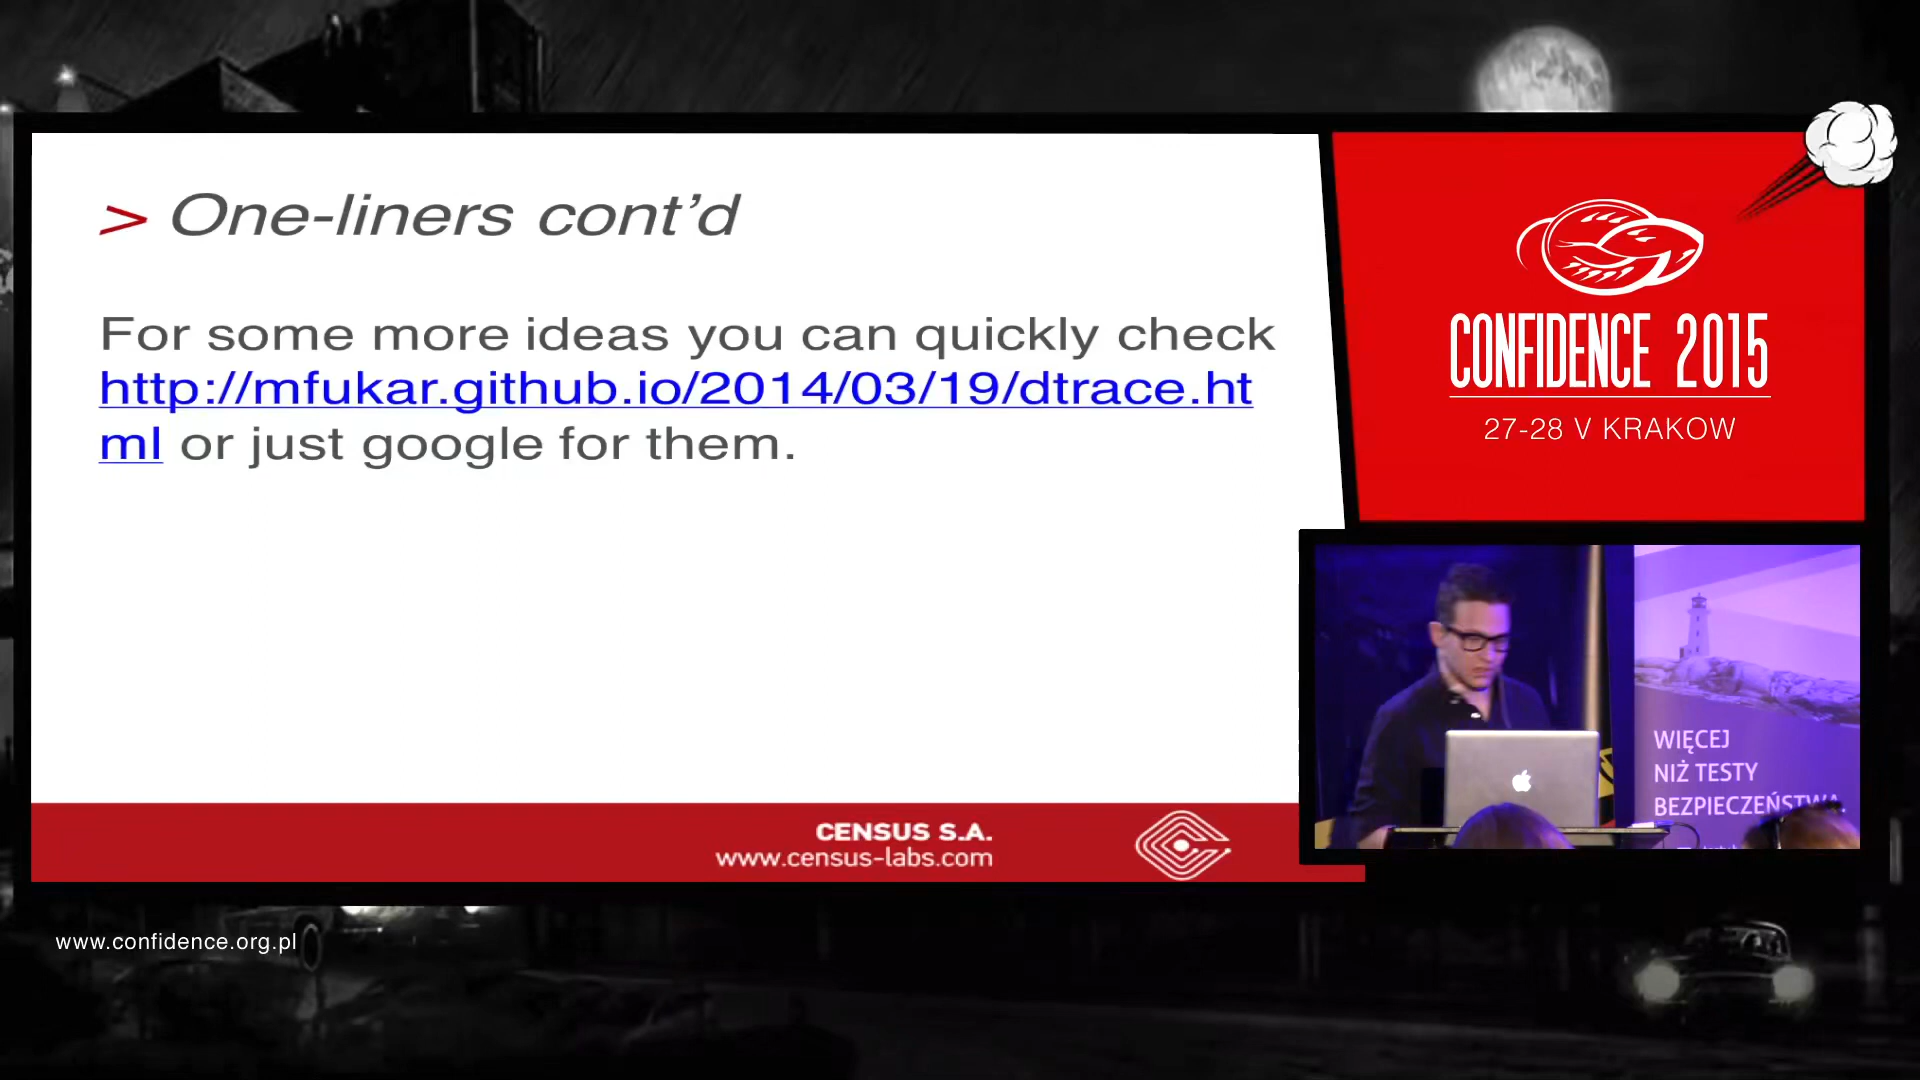 > One-liners cont’d
For some more ideas you can quickly check
http://mfukar.github.io/2014/03/19/dtrace.ht
ml or just google for them.
CENSUS S.A.
www.census-labs.com
CONFIDENCE 2015
27-28 V KRAKOW
WIĘCEJ
NIŻ TESTY
BEZPIECZEŃSTWA.
www.confidence.org.pl